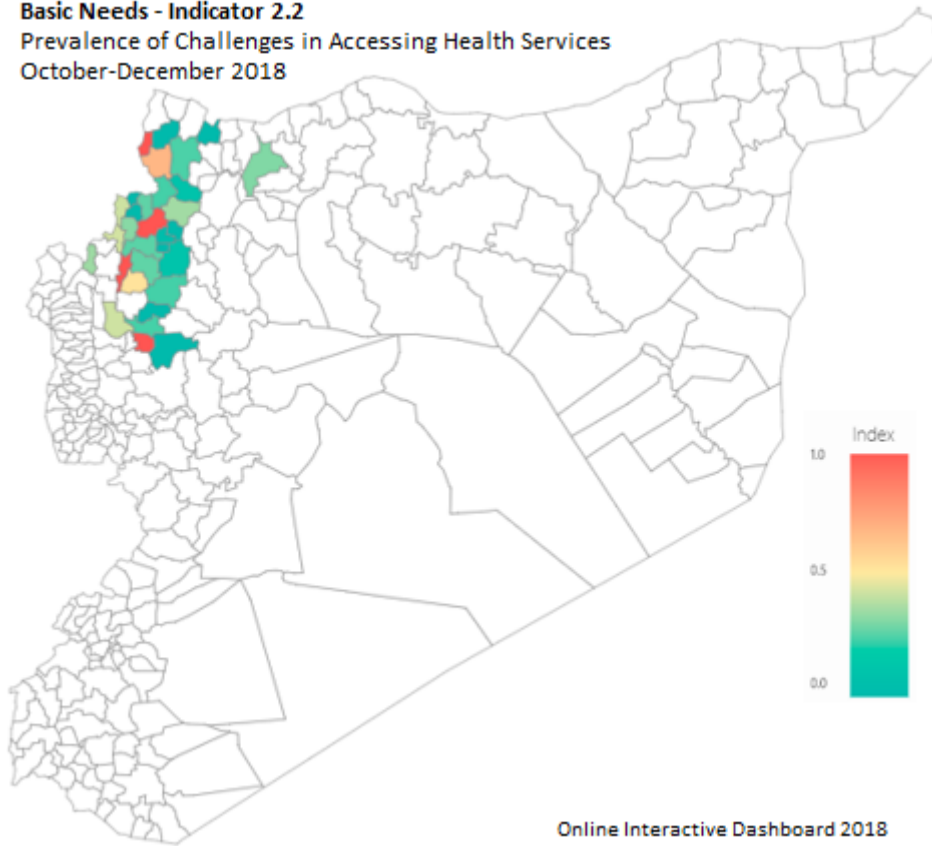 Basic Needs - Indicator 2.2
Prevalence of Challenges in Accessing Health Services
October-December 2018
Index
1.0
0.5
0.0
Online Interactive Dashboard 2018